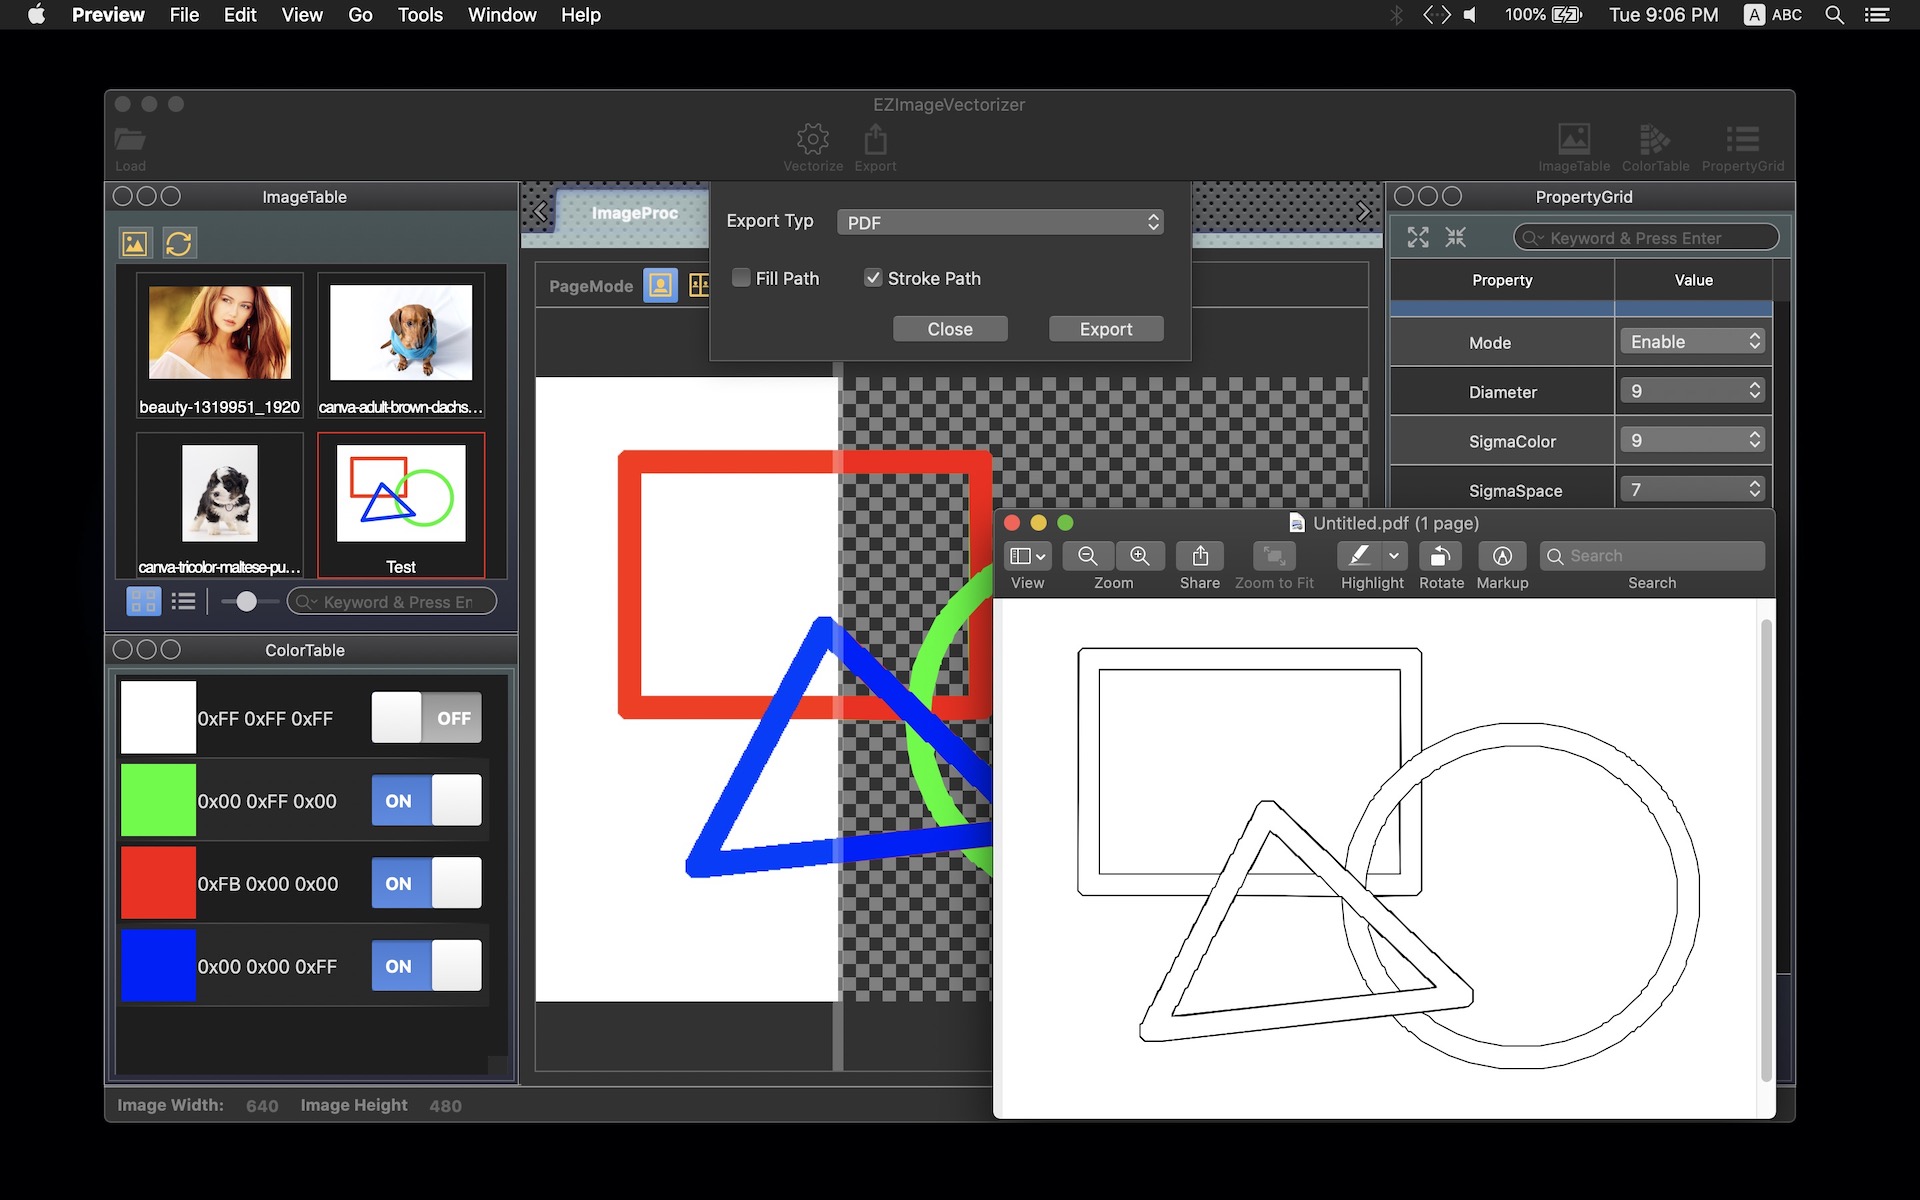 Preview File Edit View Go Tools Window Help
100% Tue 9:06 PM A ABC
EZImageVectorizer
Load
Vectorize Export
ImageTable ColorTable PropertyGrid
ImageTable
beauty-1319951_1920 canva-adult-brown-dachs...
canva-tricolor-maltese-pu... Test
Keyword & Press En
ColorTable
0xFF 0xFF 0xFF OFF
0x00 0xFF 0x00 ON
0xFB 0x00 0x00 ON
0x00 0x00 0xFF ON
Image Width: 640 Image Height 480
ImageProc
PageMode
Export Typ PDF
Fill Path Stroke Path
Close Export
PropertyGrid
Keyword & Press Enter
Property Value
Mode Enable
Diameter 9
SigmaColor 9
SigmaSpace 7
Untitled.pdf (1 page)
Search
View Zoom Share Zoom to Fit Highlight Rotate Markup Search